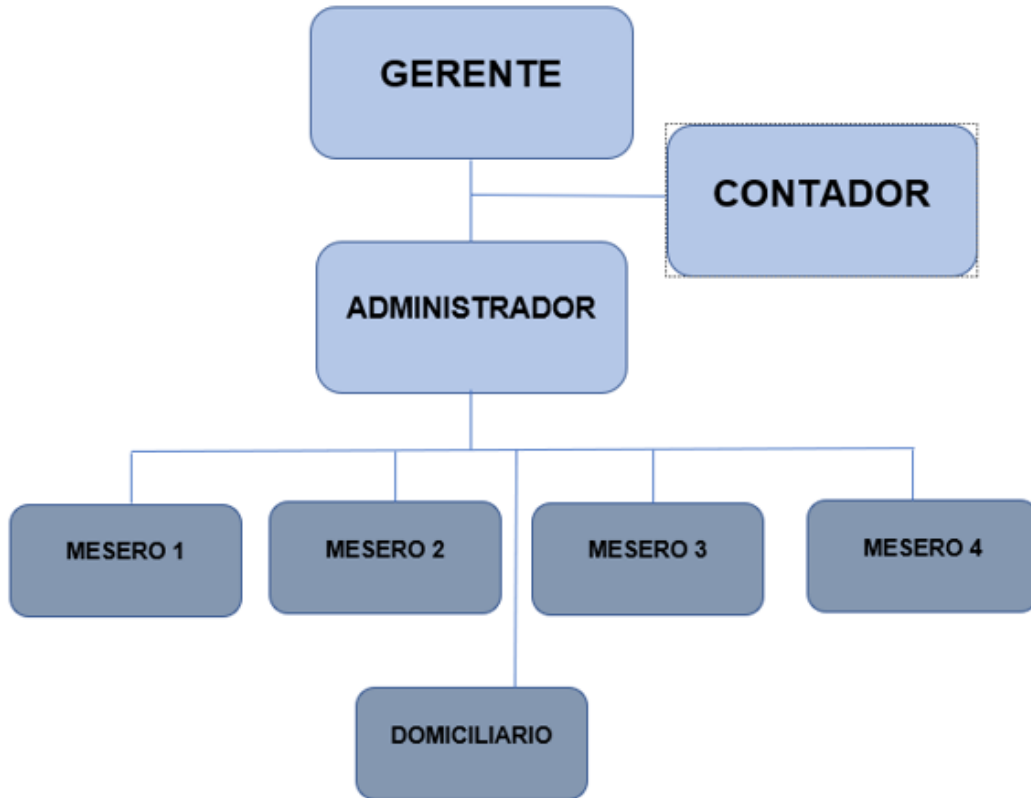 GERENTE
CONTADOR
ADMINISTRADOR
MESERO 1
MESERO 2
MESERO 3
MESERO 4
DOMICILIARIO